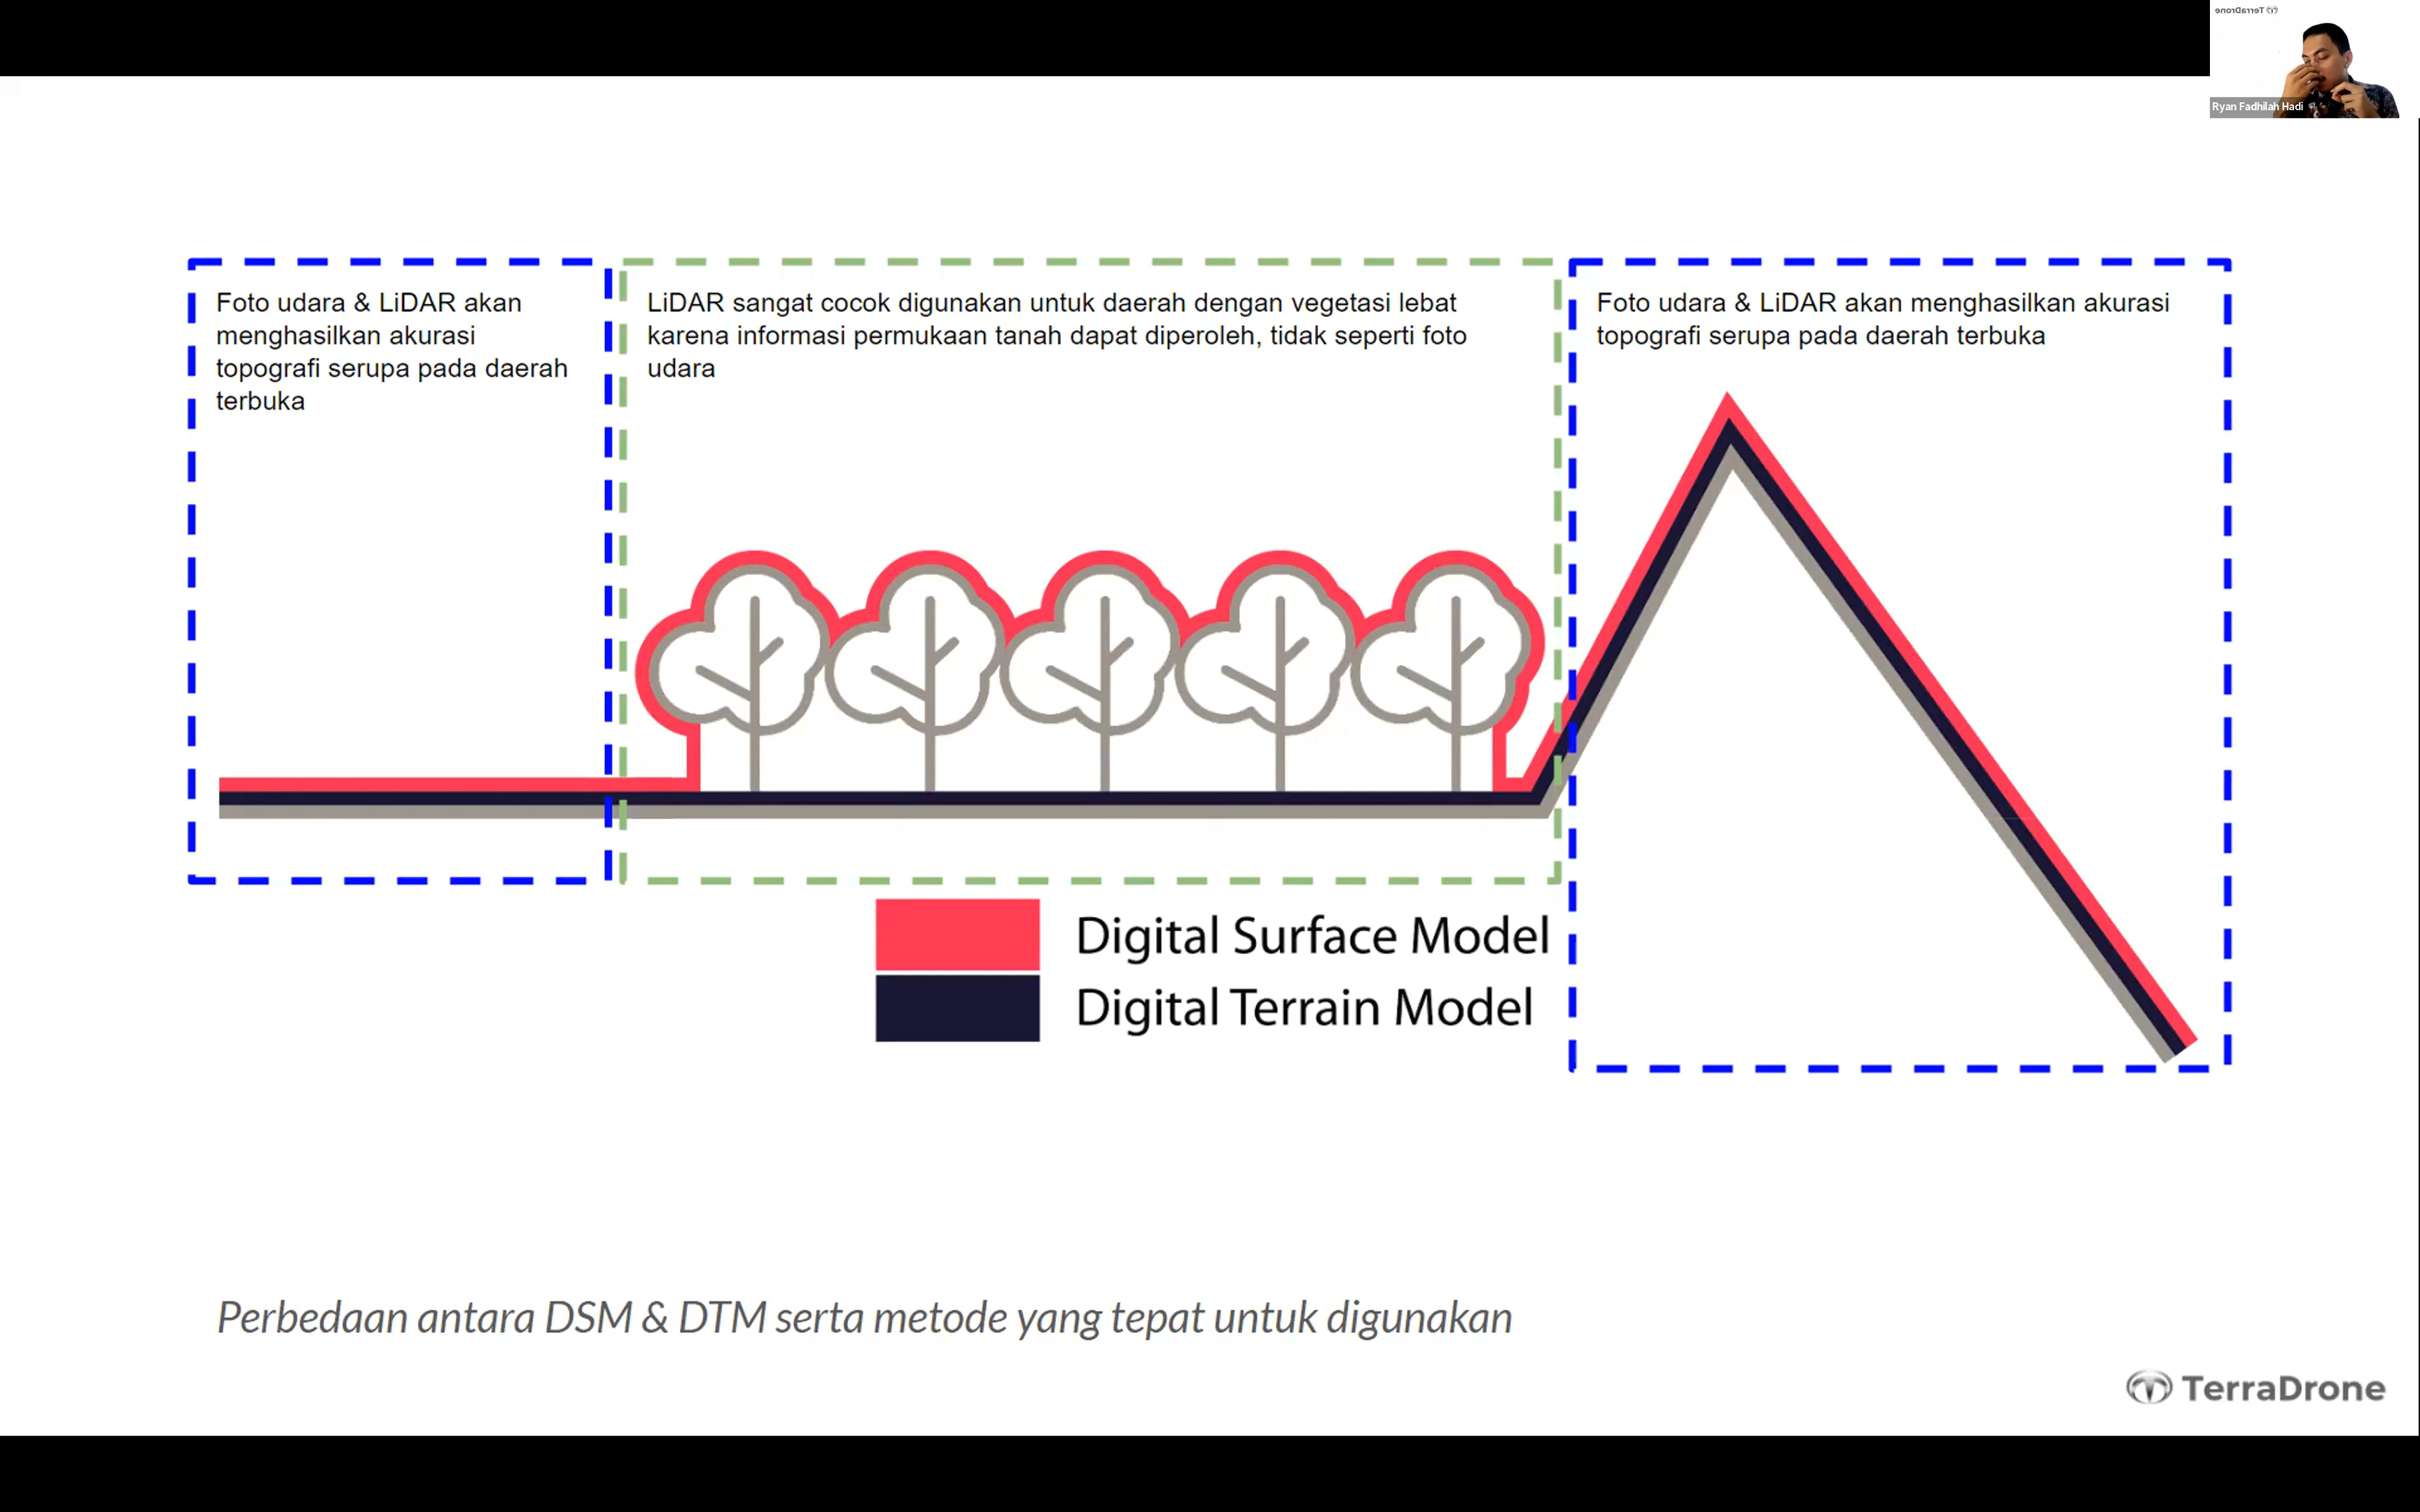 TerraDrone
Ryan Fadhilah Hadi
Foto udara & LiDAR akan
menghasilkan akurasi
topografi serupa pada daerah
terbuka
LiDAR sangat cocok digunakan untuk daerah dengan vegetasi lebat
karena informasi permukaan tanah dapat diperoleh, tidak seperti foto
udara
Foto udara & LiDAR akan menghasilkan akurasi
topografi serupa pada daerah terbuka
Digital Surface Model
Digital Terrain Model
Perbedaan antara DSM & DTM serta metode yang tepat untuk digunakan
TerraDrone